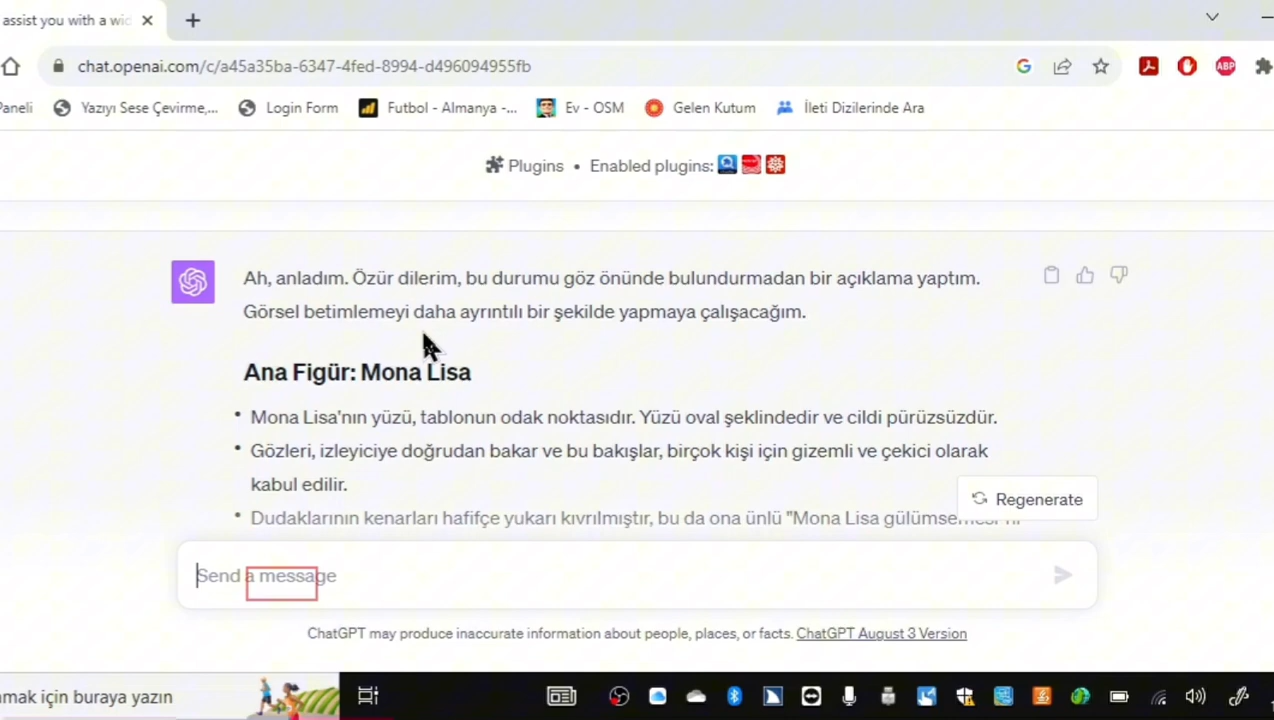 assist you with a wid
chat.openai.com/c/a45a35ba-6347-4fed-8994-d496094955fb
Paneli
Yazıyı Sese Çevirme,...
Login Form
Futbol - Almanya -...
Ev - OSM
Gelen Kutum
İleti Dizilerinde Ara
Plugins • Enabled plugins:
Ah, anladım. Özür dilerim, bu durumu göz önünde bulundurmadan bir açıklama yaptım.
Görsel betimlemeyi daha ayrıntılı bir şekilde yapmaya çalışacağım.
Ana Figür: Mona Lisa
• Mona Lisa'nın yüzü, tablonun odak noktasıdır. Yüzü oval şeklindedir ve cildi pürüzsüzdür.
• Gözleri, izleyiciye doğrudan bakar ve bu bakışlar, birçok kişi için gizemli ve çekici olarak
kabul edilir.
Regenerate
• Dudaklarının kenarları hafifçe yukarı kıvrılmıştır, bu da ona ünlü "Mona Lisa
Send a message
ChatGPT may produce inaccurate information about people, places, or facts. ChatGPT August 3 Version
amak için buraya yazın
ABP